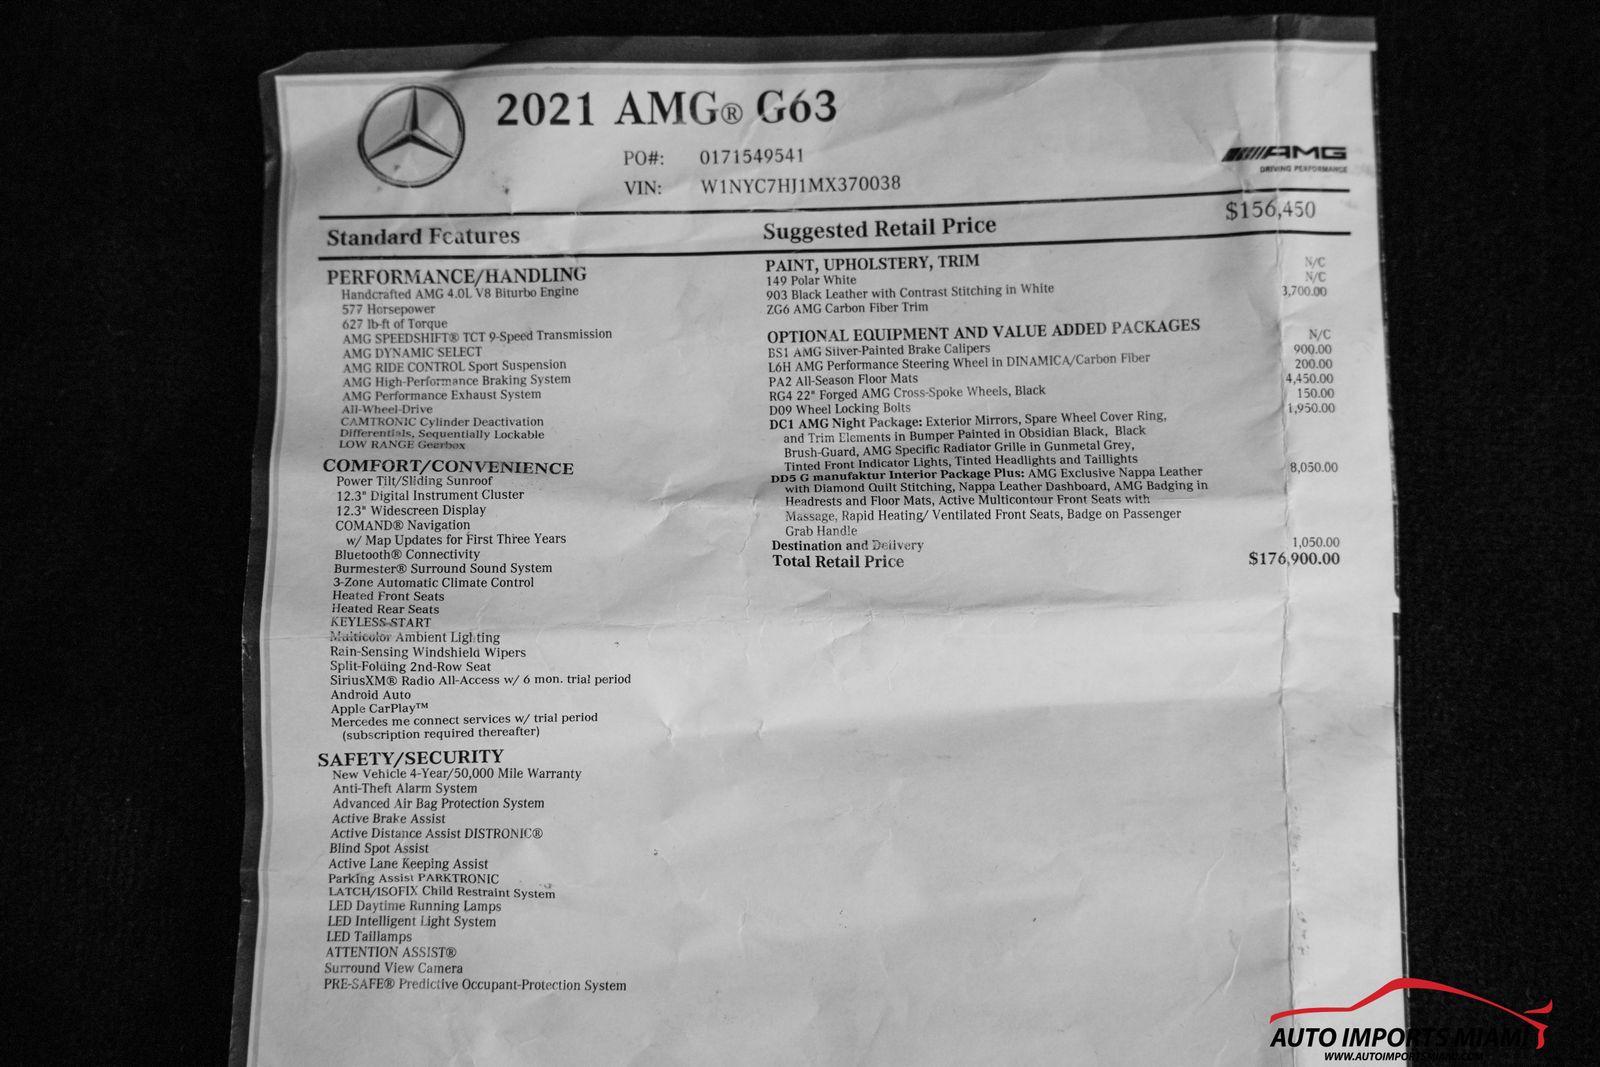 2021 AMG® G63
PO#: 0171549541
VIN: W1NYC7HJ1MX370038
AMG
DRIVING PERFORMANCE
Standard Features
PERFORMANCE/HANDLING
Handcrafted AMG 4.0L V8 Biturbo Engine
577 Horsepower
627 lb-ft of Torque
AMG SPEEDSHIFT® TCT 9-Speed Transmission
AMG DYNAMIC SELECT
AMG RIDE CONTROL Sport Suspension
AMG High-Performance Braking System
AMG Performance Exhaust System
All-Wheel-Drive
CAMTRONIC Cylinder Deactivation
Differentials, Sequentially Lockable
LOW RANGE Gearbox
COMFORT/CONVENIENCE
Power Tilt/Sliding Sunroof
12.3" Digital Instrument Cluster
12.3" Widescreen Display
COMAND® Navigation
w/ Map Updates for First Three Years
Bluetooth® Connectivity
Burmester® Surround Sound System
3-Zone Automatic Climate Control
Heated Front Seats
Heated Rear Seats
KEYLESS-START
Multicolor Ambient Lighting
Rain-Sensing Windshield Wipers
Split-Folding 2nd-Row Seat
SiriusXM® Radio All-Access w/ 6 mon. trial period
Android Auto
Apple CarPlay™
Mercedes me connect services w/ trial period
(subscription required thereafter)
SAFETY/SECURITY
New Vehicle 4-Year/50,000 Mile Warranty
Anti-Theft Alarm System
Advanced Air Bag Protection System
Active Brake Assist
Active Distance Assist DISTRONIC®
Blind Spot Assist
Active Lane Keeping Assist
Parking Assist PARKTRONIC
LATCH/ISOFIX Child Restraint System
LED Daytime Running Lamps
LED Intelligent Light System
LED Taillamps
ATTENTION ASSIST®
Surround View Camera
PRE-SAFE® Predictive Occupant-Protection System
Suggested Retail Price $156,450
PAINT, UPHOLSTERY, TRIM
149 Polar White N/C
903 Black Leather with Contrast Stitching in White N/C
ZG6 AMG Carbon Fiber Trim 3,700.00
OPTIONAL EQUIPMENT AND VALUE ADDED PACKAGES
BS1 AMG Silver-Painted Brake Calipers N/C
L6H AMG Performance Steering Wheel in DINAMICA/Carbon Fiber 900.00
PA2 All-Season Floor Mats 200.00
RG4 22" Forged AMG Cross-Spoke Wheels, Black 4,450.00
D09 Wheel Locking Bolts 150.00
DC1 AMG Night Package: Exterior Mirrors, Spare Wheel Cover Ring, 1,950.00
and Trim Elements in Bumper Painted in Obsidian Black, Black
Brush-Guard, AMG Specific Radiator Grille in Gunmetal Grey,
Tinted Front Indicator Lights, Tinted Headlights and Taillights
DD5 G manufaktur Interior Package Plus: AMG Exclusive Nappa Leather 8,050.00
with Diamond Quilt Stitching, Nappa Leather Dashboard, AMG Badging in
Headrests and Floor Mats, Active Multicontour Front Seats with
Massage, Rapid Heating/ Ventilated Front Seats, Badge on Passenger
Grab Handle
Destination and Delivery 1,050.00
Total Retail Price $176,900.00
AUTO IMPORTS MIAMI
WWW.AUTOIMPORTSMIAMI.COM